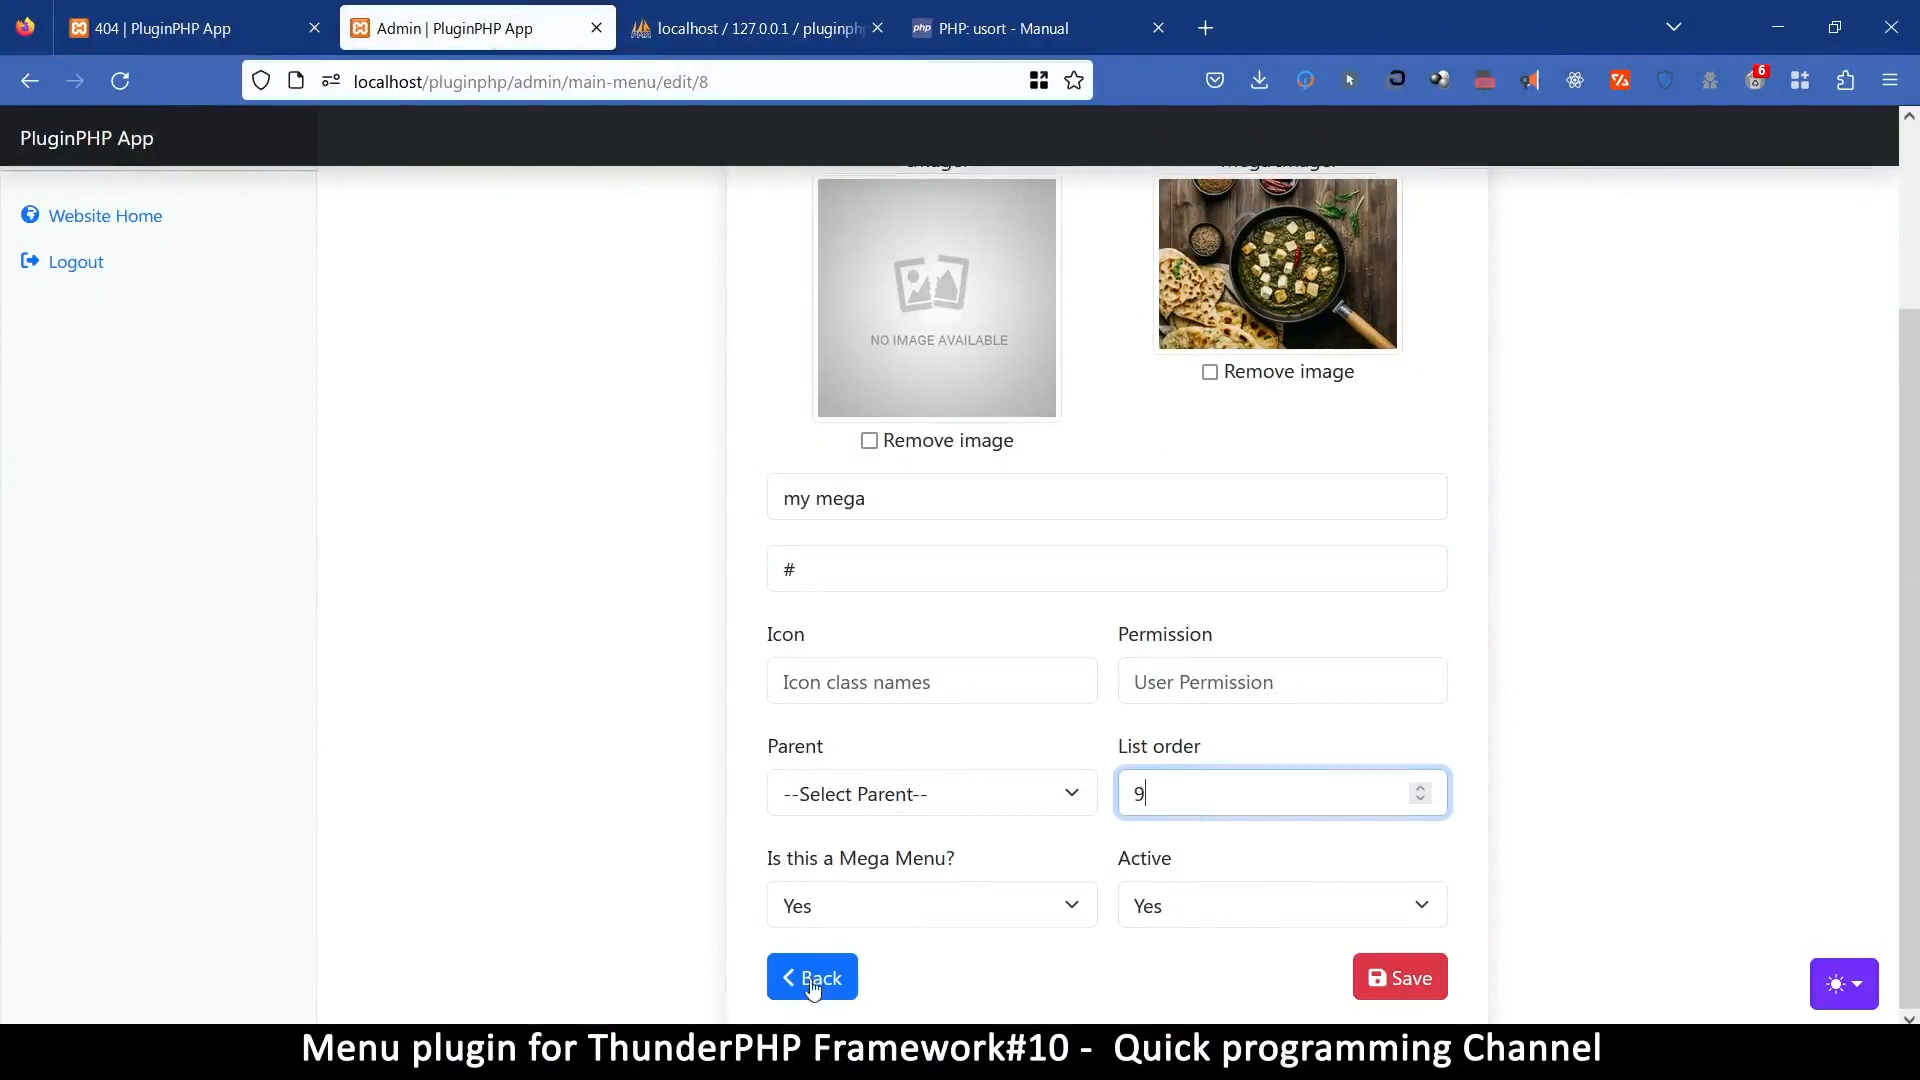 404 | PluginPHP App
Admin | PluginPHP App
localhost / 127.0.0.1 / pluginph
php PHP: usort - Manual
localhost/pluginphp/admin/main-menu/edit/8
6
PluginPHP App
Website Home
Logout
NO IMAGE AVAILABLE
Remove image
Remove image
my mega
#
Icon
Permission
Icon class names
User Permission
Parent
List order
--Select Parent--
9
Is this a Mega Menu?
Active
Yes
Yes
Back
Save
Menu plugin for ThunderPHP Framework#10 - Quick programming Channel